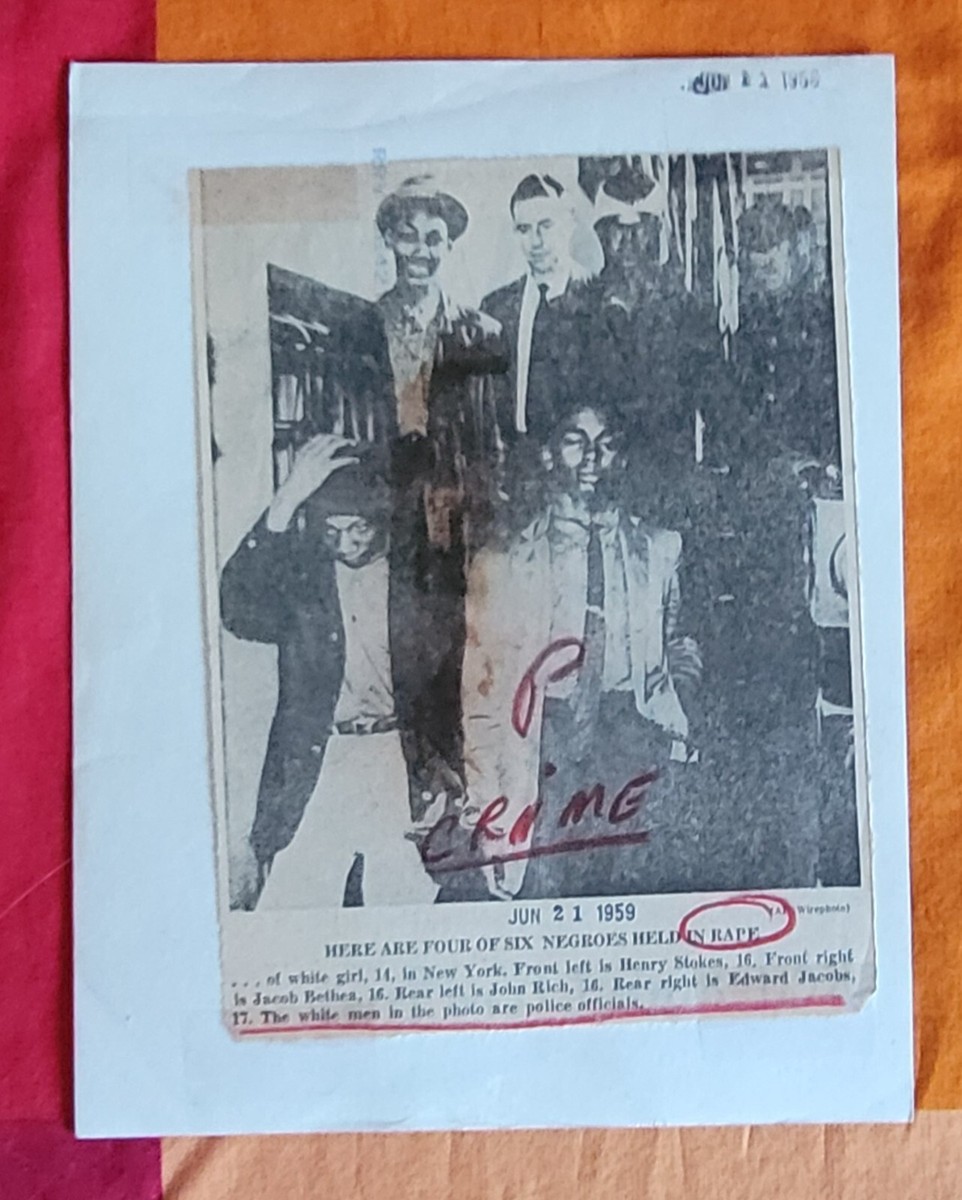 JUN 21 1959
P
CRIME
JUN 21 1959
(AP Wirephoto)
HERE ARE FOUR OF SIX NEGROES HELD IN RAPE
... of white girl, 14, in New York. Front left is Henry Stokes, 16. Front right
is Jacob Bethea, 16. Rear left is John Rich, 16. Rear right is Edward Jacobs,
17. The white men in the photo are police officials.